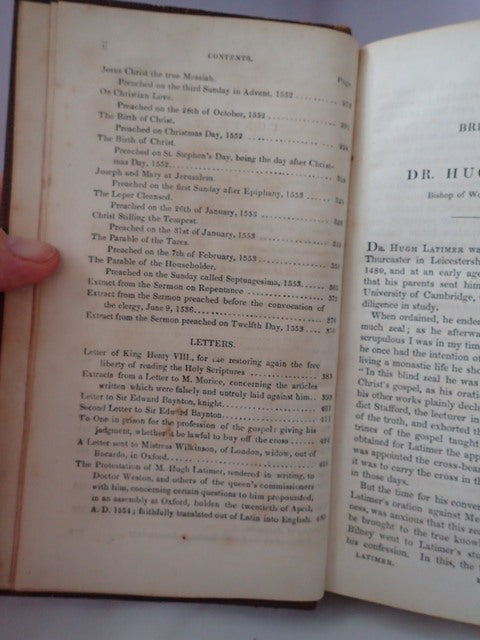 CONTENTS.
Page
Jesus Christ the true Messiah.
Preached on the third Sunday in Advent, 1552
On Christian Love.
Preached on the 28th of October, 1552
The Birth of Christ.
Preached on Christmas Day, 1552
The Birth of Christ.
Preached on St. Stephen's Day, being the day after Christ-
mas Day, 1552
Joseph and Mary at Jerusalem.
Preached on the first Sunday after Epiphany, 1553
The Leper Cleansed.
Preached on the 26th of January, 1553
Christ Stilling the Tempest.
Preached on the 31st of January, 1553
The Parable of the Tares.
Preached on the 7th of February, 1553
The Parable of the Householder.
Preached on the Sunday called Septuagesima, 1553
Extract from the Sermon on Repentance
Extract from the Sermon preached before the convocation of
the clergy, June 9, 1536
Extract from the Sermon preached on Twelfth Day, 1553
LETTERS.
Letter of King Henry VIII, for the restoring again the free
liberty of reading the Holy Scriptures 383
Extracts from a Letter to M. Morice, concerning the articles
written which were falsely and untruly laid against him
Letter to Sir Edward Baynton, knight
Second Letter to Sir Edward Baynton
To One in prison for the profession of the gospel: giving his
judgment, whether it be lawful to buy off the cross
A Letter sent to Mistress Wilkinson, of London, widow, out of
Bocardo, in Oxford
The Protestation of M. Hugh Latimer, rendered in writing, to
Doctor Weston, and others of the queen's commissioners
with him, concerning certain questions to him propounded,
in an assembly at Oxford, holden the twentieth of April,
A. D. 1554; faithfully translated out of Latin into English.
BRI
DR. HUG
Bishop of Wo
DR. HUGH LATIMER wa
Thurcaster in Leicestersh
1489, and at an early age
that his parents sent him
University of Cambridge,
diligence in study.
When ordained, he ended
much zeal; as he afterwa
scrupulous I was in my tim
he once had the intention of
living a monastic life he sho
"In this blind zeal he was
Christ's gospel, as his oration
his other works plainly decla
dict Stafford, the lecturer in
of the truth, and exhorted th
trines of the gospel taught
obtained for Latimer the app
was appointed the cross-bear
it was to carry the cross in th
in those days.
But the time for his conver
Latimer's oration against Mel
ness, was anxious that this zea
be brought to the true know
Bilney went to Latimer's stud
his confession. In this, the
LATIMER.